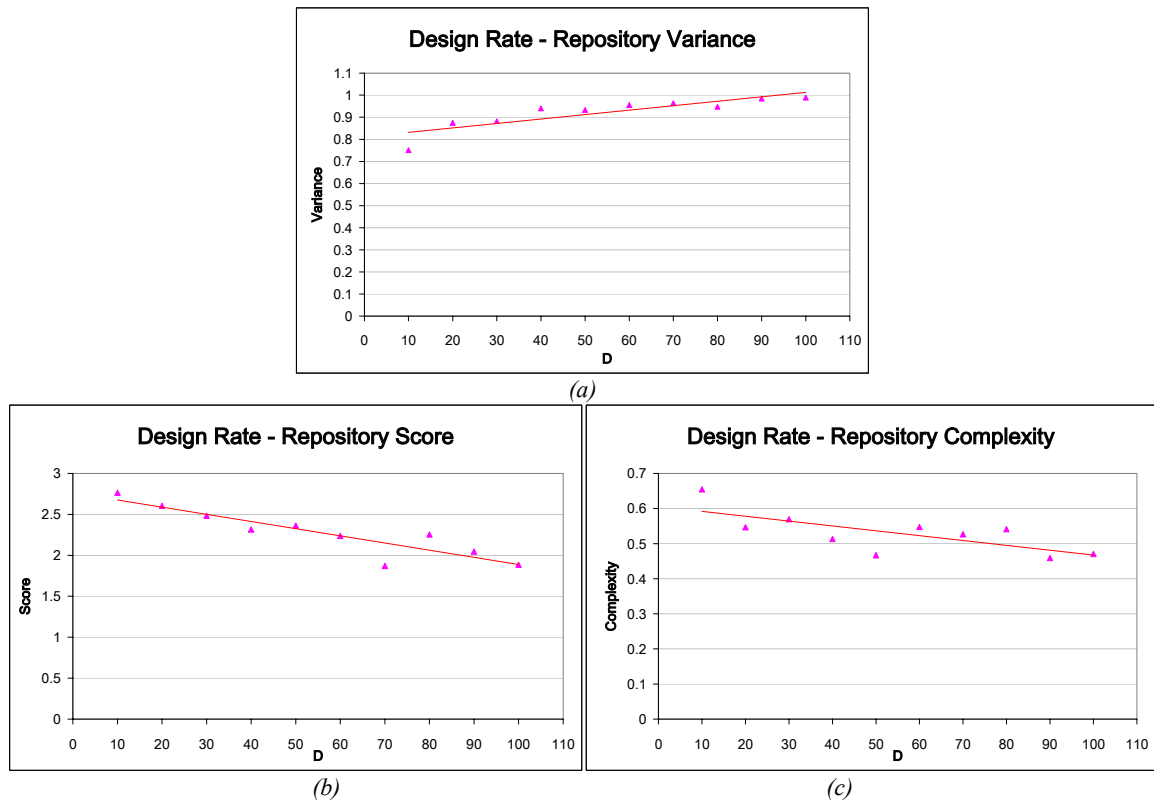 Design Rate - Repository Variance
1.1
1
0.9
0.8
0.7
0.6
0.5
0.4
0.3
0.2
0.1
0
Variance
0 10 20 30 40 50 60 70 80 90 100 110
D
(a)
Design Rate - Repository Score
3
2.5
2
1.5
1
0.5
0
Score
0 10 20 30 40 50 60 70 80 90 100 110
D
(b)
Design Rate - Repository Complexity
0.7
0.6
0.5
0.4
0.3
0.2
0.1
0
Complexity
0 10 20 30 40 50 60 70 80 90 100 110
D
(c)